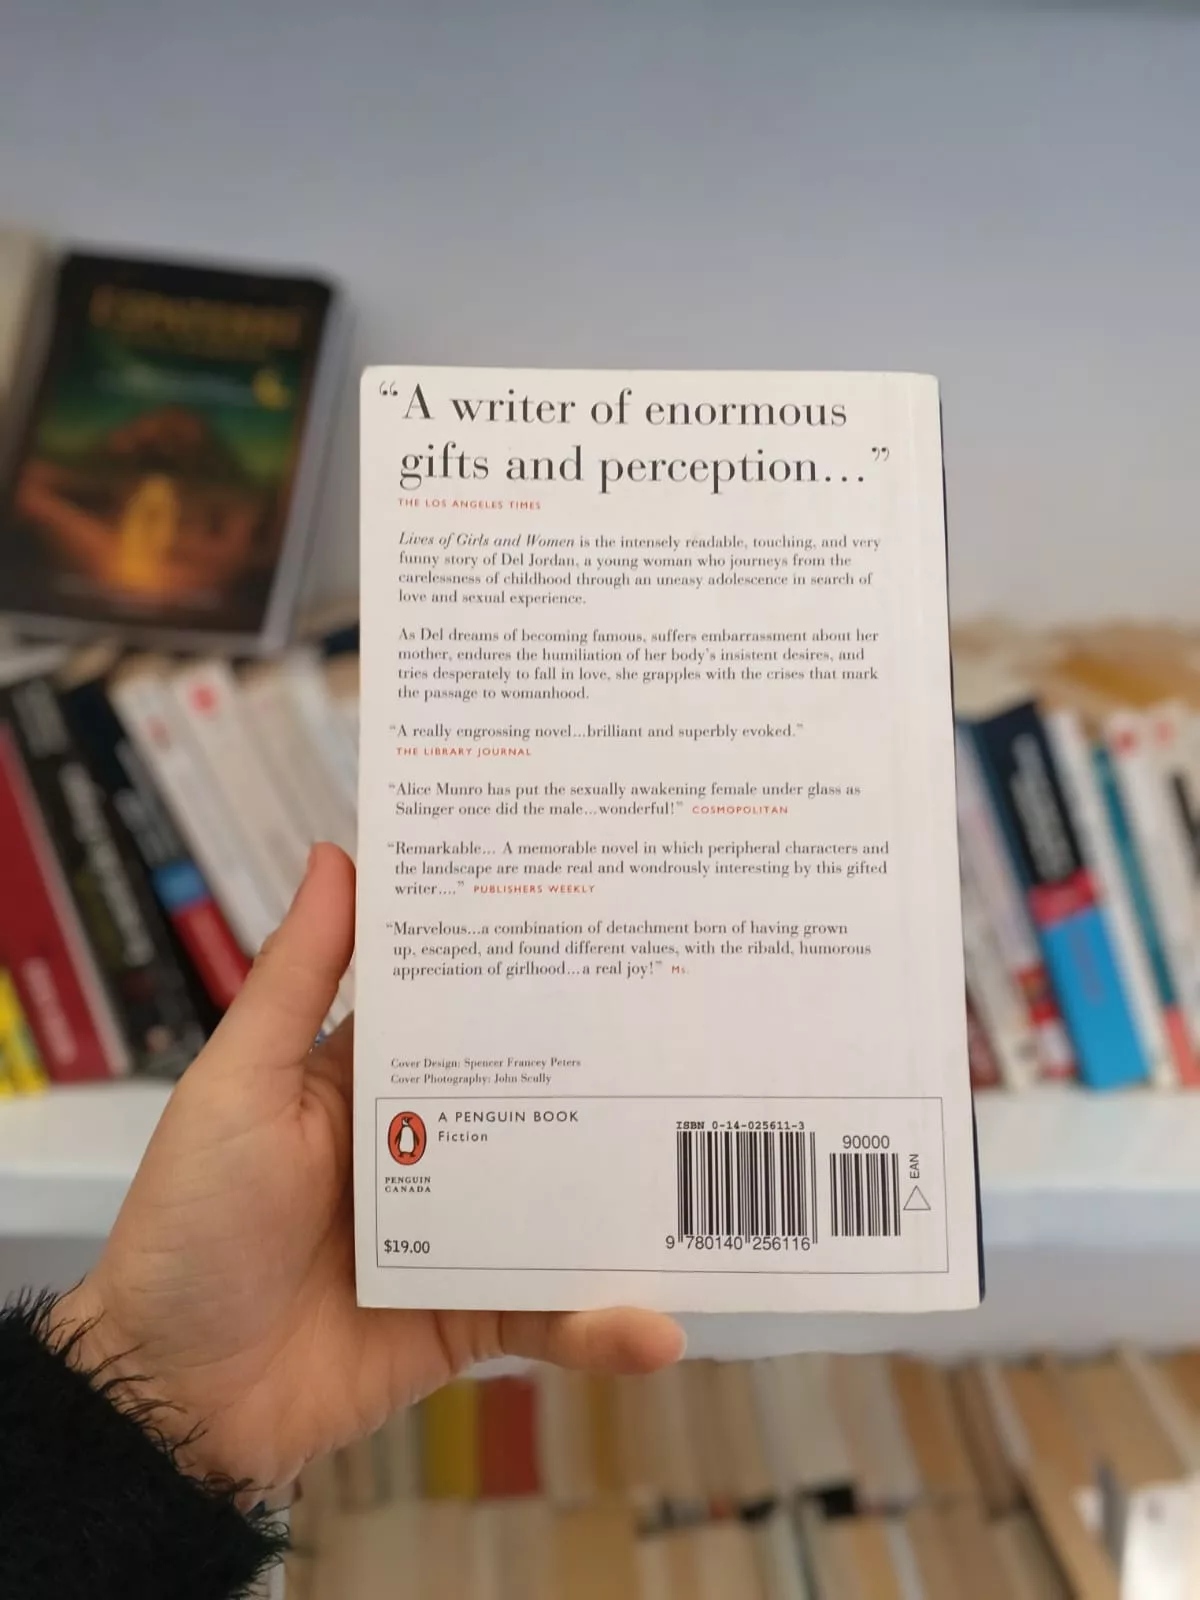 “A writer of enormous
gifts and perception...”
THE LOS ANGELES TIMES
Lives of Girls and Women is the intensely readable, touching, and very
funny story of Del Jordan, a young woman who journeys from the
carelessness of childhood through an uneasy adolescence in search of
love and sexual experience.
As Del dreams of becoming famous, suffers embarrassment about her
mother, endures the humiliation of her body’s insistent desires, and
tries desperately to fall in love, she grapples with the crises that mark
the passage to womanhood.
“A really engrossing novel...brilliant and superbly evoked.”
THE LIBRARY JOURNAL
“Alice Munro has put the sexually awakening female under glass as
Salinger once did the male...wonderful!” COSMOPOLITAN
“Remarkable... A memorable novel in which peripheral characters and
the landscape are made real and wondrously interesting by this gifted
writer....” PUBLISHERS WEEKLY
“Marvelous...a combination of detachment born of having grown
up, escaped, and found different values, with the ribald, humorous
appreciation of girlhood...a real joy!” Ms.
Cover Design: Spencer Francey Peters
Cover Photography: John Scully
A PENGUIN BOOK
Fiction
PENGUIN
CANADA
$19.00
ISBN 0-14-025611-3
90000
EAN
9 780140 256116